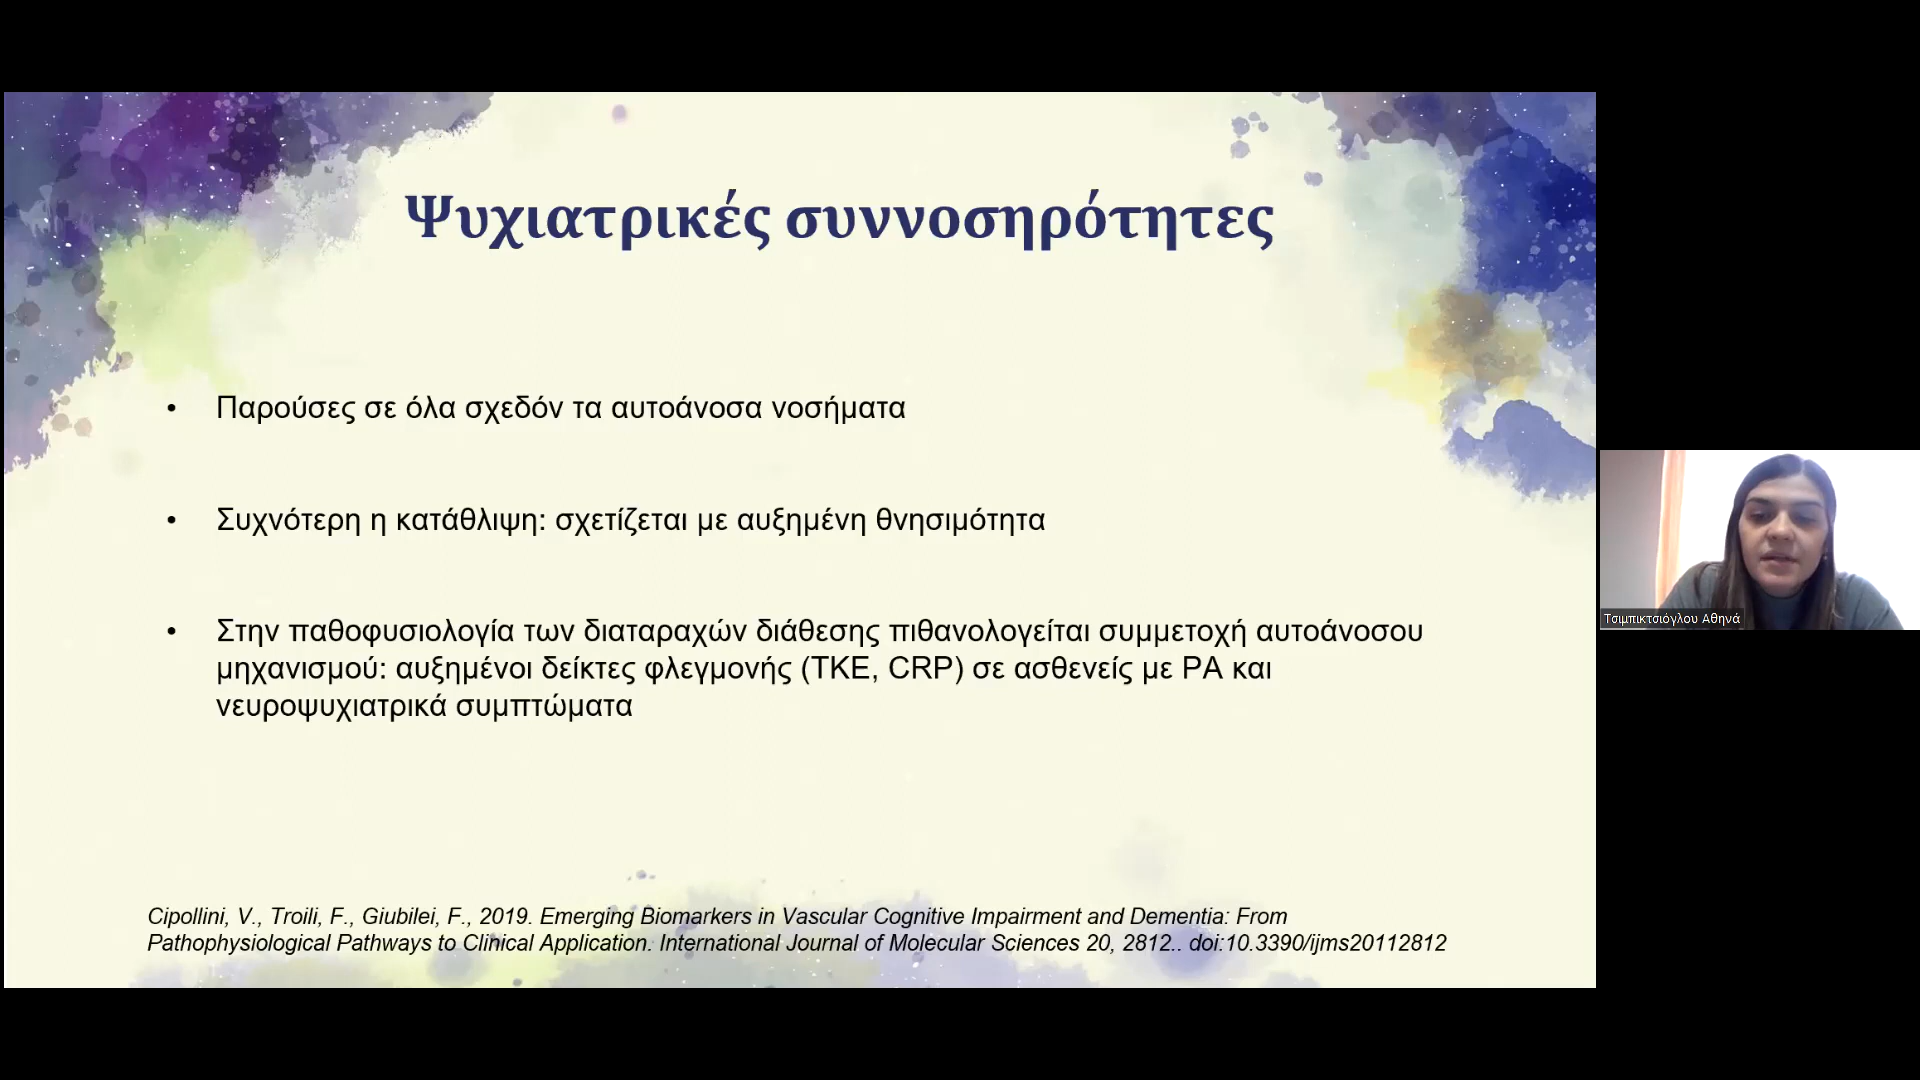 Ψυχιατρικές συννοσηρότητες
• Παρούσες σε όλα σχεδόν τα αυτοάνοσα νοσήματα
• Συχνότερη η κατάθλιψη: σχετίζεται με αυξημένη θνησιμότητα
• Στην παθοφυσιολογία των διαταραχών διάθεσης πιθανολογείται συμμετοχή αυτοάνοσου
μηχανισμού: αυξημένοι δείκτες φλεγμονής (ΤΚΕ, CRP) σε ασθενείς με ΡΑ και
νευροψυχιατρικά συμπτώματα
Τσιμπικτσιόγλου Αθηνά
Cipollini, V., Troili, F., Giubilei, F., 2019. Emerging Biomarkers in Vascular Cognitive Impairment and Dementia: From
Pathophysiological Pathways to Clinical Application. International Journal of Molecular Sciences 20, 2812.. doi:10.3390/ijms20112812